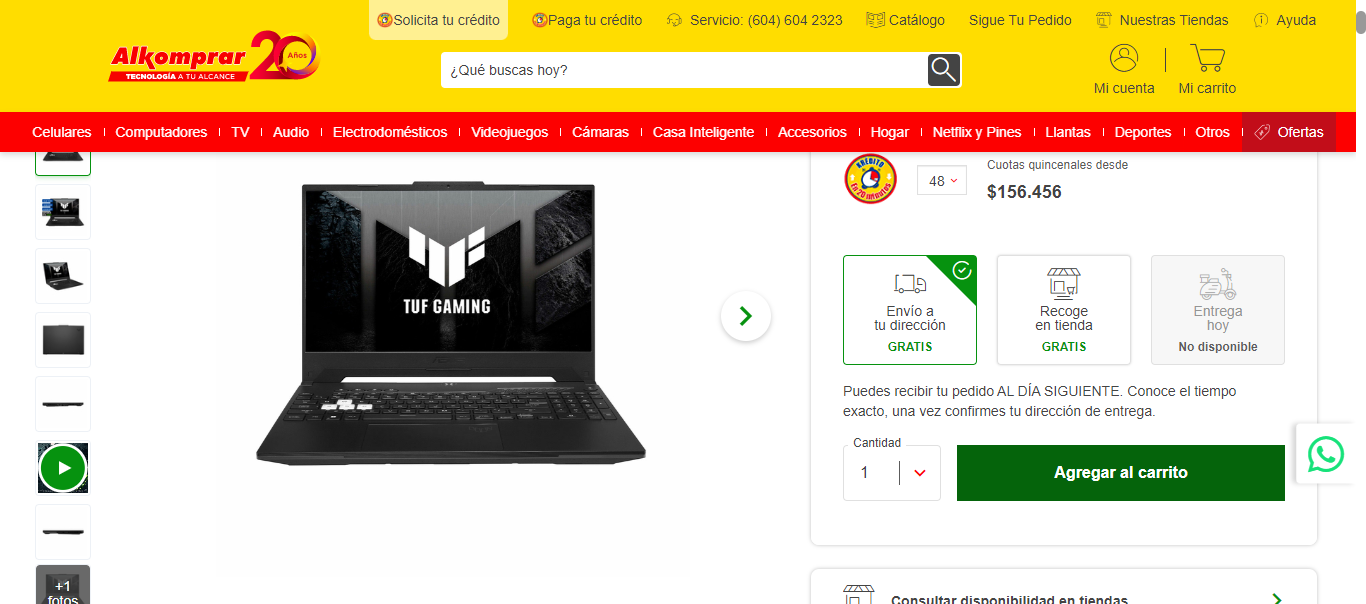 Solicita tu crédito
Paga tu crédito
Servicio: (604) 604 2323
Catálogo
Sigue Tu Pedido
Nuestras Tiendas
Ayuda
Alkomprar 20 Años
TECNOLOGÍA A TU ALCANCE
¿Qué buscas hoy?
Mi cuenta
Mi carrito
Celulares
Computadores
TV
Audio
Electrodomésticos
Videojuegos
Cámaras
Casa Inteligente
Accesorios
Hogar
Netflix y Pines
Llantas
Deportes
Otros
Ofertas
TUF GAMING
+1
fotos
KRÉDITO
En 20 minutos
48
Cuotas quincenales desde
$156.456
Envío a
tu dirección
GRATIS
Recoge
en tienda
GRATIS
Entrega
hoy
No disponible
Puedes recibir tu pedido AL DÍA SIGUIENTE. Conoce el tiempo
exacto, una vez confirmes tu dirección de entrega.
Cantidad
1
Agregar al carrito
Consultar disponibilidad en tiendas